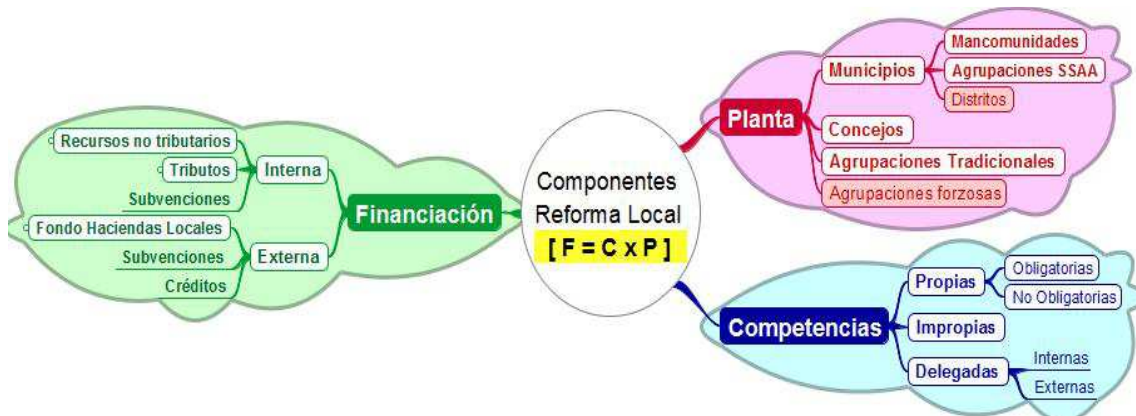 Componentes
Reforma Local
[ F = C x P ]
Financiación
Interna
Recursos no tributarios
Tributos
Subvenciones
Externa
Fondo Haciendas Locales
Subvenciones
Créditos
Planta
Municipios
Mancomunidades
Agrupaciones SSAA
Distritos
Concejos
Agrupaciones Tradicionales
Agrupaciones forzosas
Competencias
Propias
Obligatorias
No Obligatorias
Impropias
Delegadas
Internas
Externas